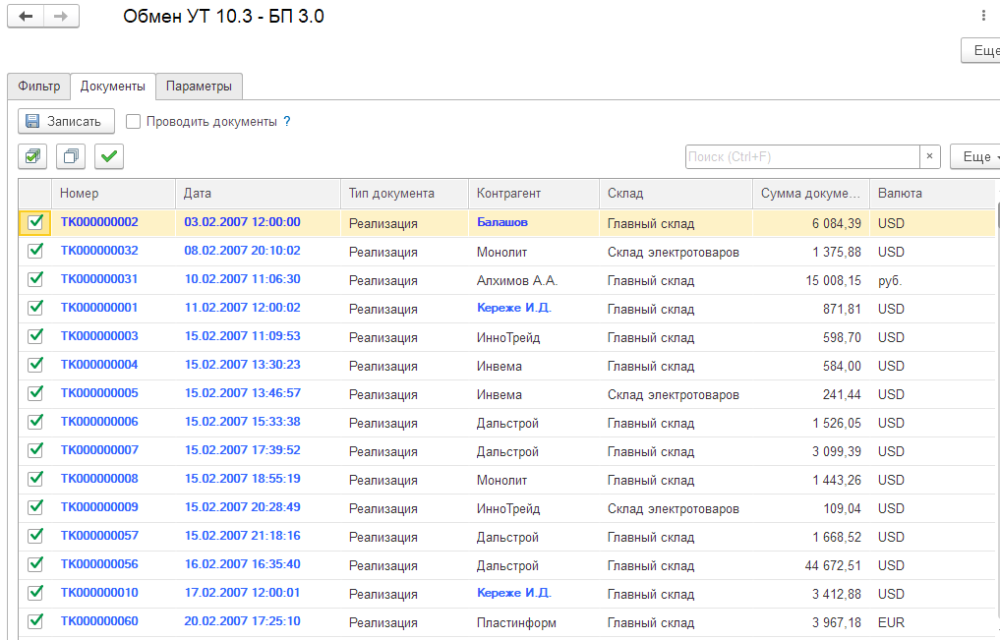 Обмен УТ 10.3 - БП 3.0
Еще
Фильтр Документы Параметры
Записать Проводить документы ?
Поиск (Ctrl+F) × Еще
Номер Дата Тип документа Контрагент Склад Сумма докуме... Валюта
ТК000000002 03.02.2007 12:00:00 Реализация Балашов Главный склад 6 084,39 USD
ТК000000032 08.02.2007 20:10:02 Реализация Монолит Склад электротоваров 1 375,88 USD
ТК000000031 10.02.2007 11:06:30 Реализация Алхимов А.А. Главный склад 15 008,15 руб.
ТК000000001 11.02.2007 12:00:02 Реализация Кереже И.Д. Главный склад 871,81 USD
ТК000000003 15.02.2007 11:09:53 Реализация ИнноТрейд Главный склад 598,70 USD
ТК000000004 15.02.2007 13:30:23 Реализация Инвема Главный склад 584,00 USD
ТК000000005 15.02.2007 13:46:57 Реализация Инвема Склад электротоваров 241,44 USD
ТК000000006 15.02.2007 15:33:38 Реализация Дальстрой Главный склад 1 526,05 USD
ТК000000007 15.02.2007 17:39:52 Реализация Дальстрой Главный склад 3 099,39 USD
ТК000000008 15.02.2007 18:55:19 Реализация Монолит Главный склад 1 443,26 USD
ТК000000009 15.02.2007 20:28:49 Реализация ИнноТрейд Склад электротоваров 109,04 USD
ТК000000057 15.02.2007 21:18:16 Реализация Дальстрой Главный склад 1 668,52 USD
ТК000000056 16.02.2007 16:35:40 Реализация Дальстрой Главный склад 44 672,51 USD
ТК000000010 17.02.2007 12:00:01 Реализация Кереже И.Д. Главный склад 3 412,88 USD
ТК000000060 20.02.2007 17:25:10 Реализация Пластинформ Главный склад 3 967,18 EUR